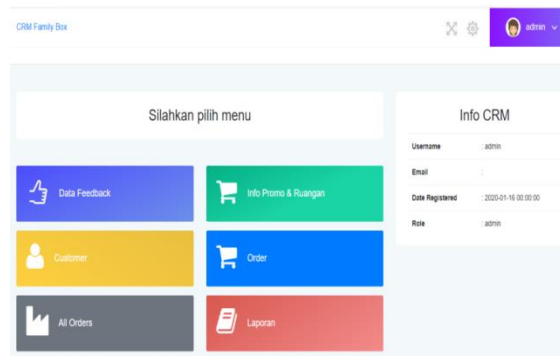 CRM Family Box
admin
Silahkan pilih menu
Data Feedback
Info Promo & Ruangan
Customer
Order
All Orders
Laporan
Info CRM
Username : admin
Email :
Date Registered : 2020-01-16 00:00:00
Role : admin